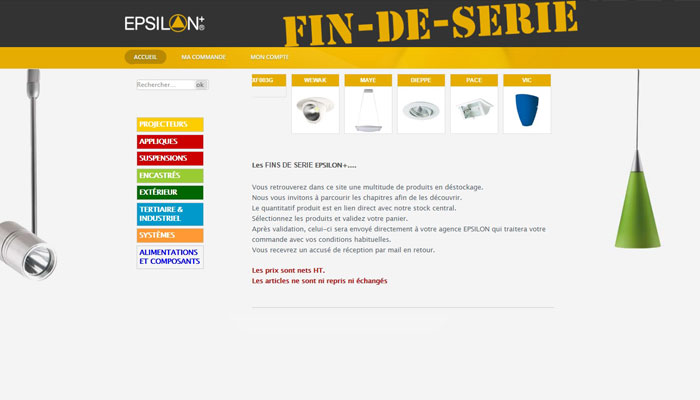 EPSILON+®
FIN-DE-SERIE
ACCUEIL MA COMMANDE MON COMPTE
Rechercher... ok
WEWAK MAYE DIEPPE PACE VIC
PROJECTEURS
APPLIQUES
SUSPENSIONS
ENCASTRÉS
EXTÉRIEUR
TERTIAIRE &
INDUSTRIEL
SYSTÈMES
ALIMENTATIONS
ET COMPOSANTS
Les FINS DE SERIE EPSILON+....
Vous retrouverez dans ce site une multitude de produits en déstockage.
Nous vous invitons à parcourir les chapitres afin de les découvrir.
Le quantitatif produit est en lien direct avec notre stock central.
Sélectionnez les produits et validez votre panier.
Après validation, celui-ci sera envoyé directement à votre agence EPSILON qui traitera votre
commande avec vos conditions habituelles.
Vous recevrez un accusé de réception par mail en retour.
Les prix sont nets HT.
Les articles ne sont ni repris ni échangés